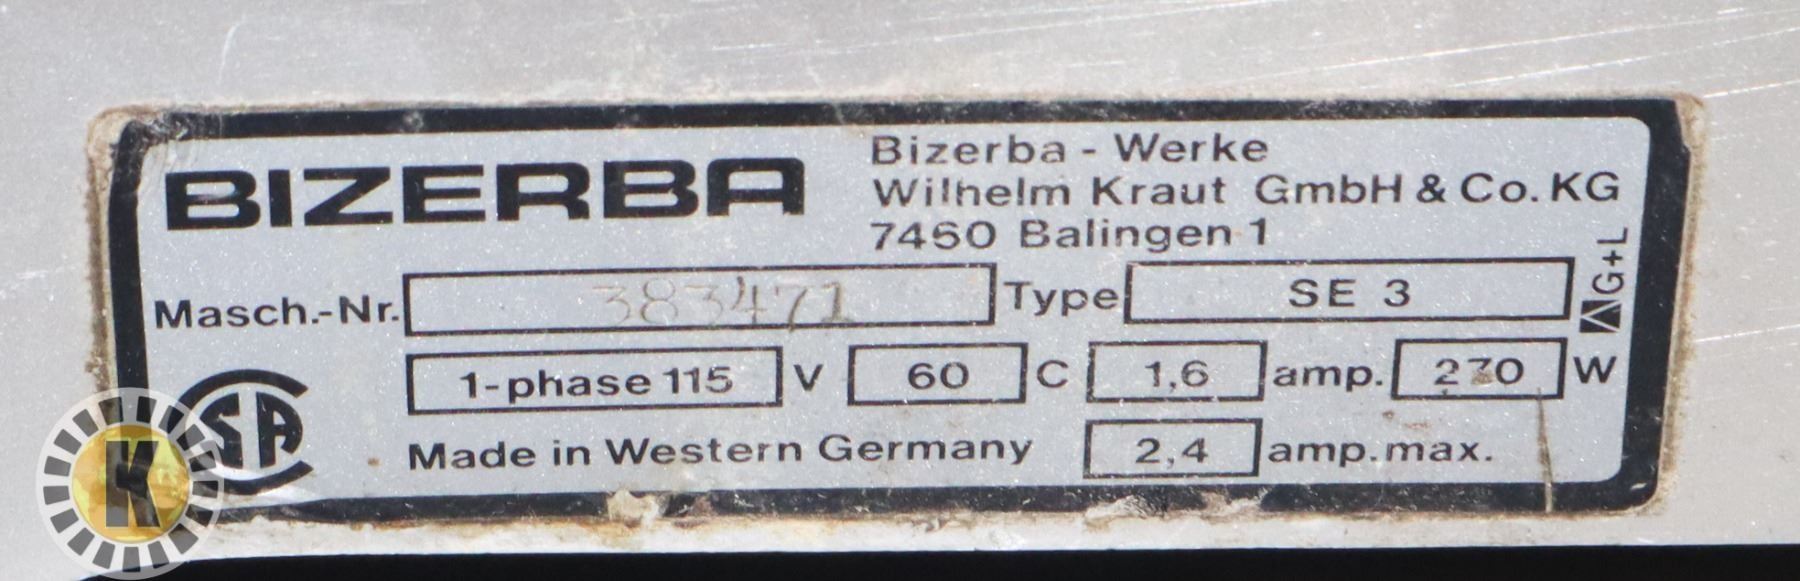 BIZERBA
Bizerba - Werke
Wilhelm Kraut GmbH & Co. KG
7460 Balingen 1
Masch.-Nr. 383471 Type SE 3
1-phase 115 V 60 C 1,6 amp. 270 W
Made in Western Germany 2,4 amp. max.
G+L
SA
K